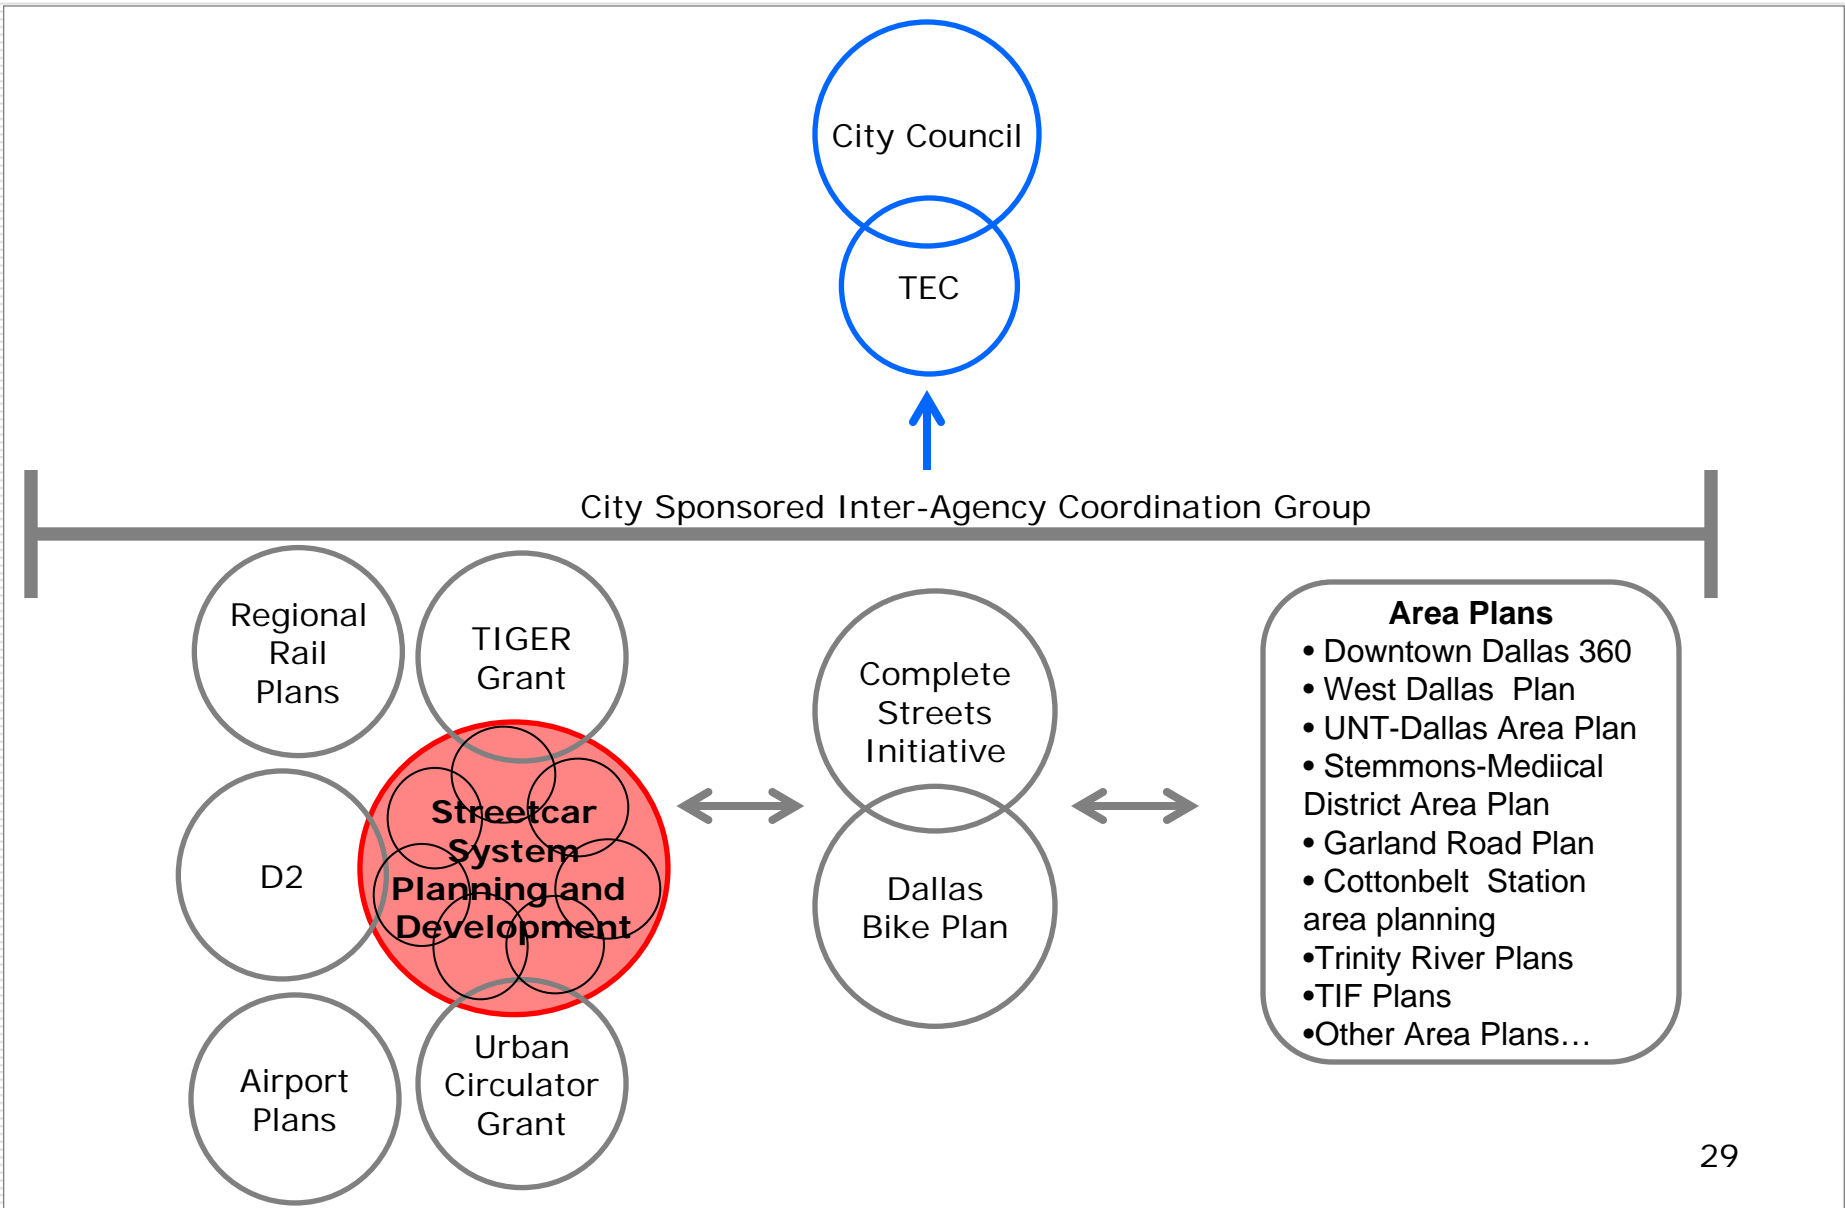 City Council
TEC
City Sponsored Inter-Agency Coordination Group
Regional
Rail
Plans
TIGER
Grant
D2
Streetcar
System
Planning and
Development
Airport
Plans
Urban
Circulator
Grant
Complete
Streets
Initiative
Dallas
Bike Plan
Area Plans
• Downtown Dallas 360
• West Dallas  Plan
• UNT-Dallas Area Plan
• Stemmons-Mediical
District Area Plan
• Garland Road Plan
• Cottonbelt  Station
area planning
•Trinity River Plans
•TIF Plans
•Other Area Plans…
29